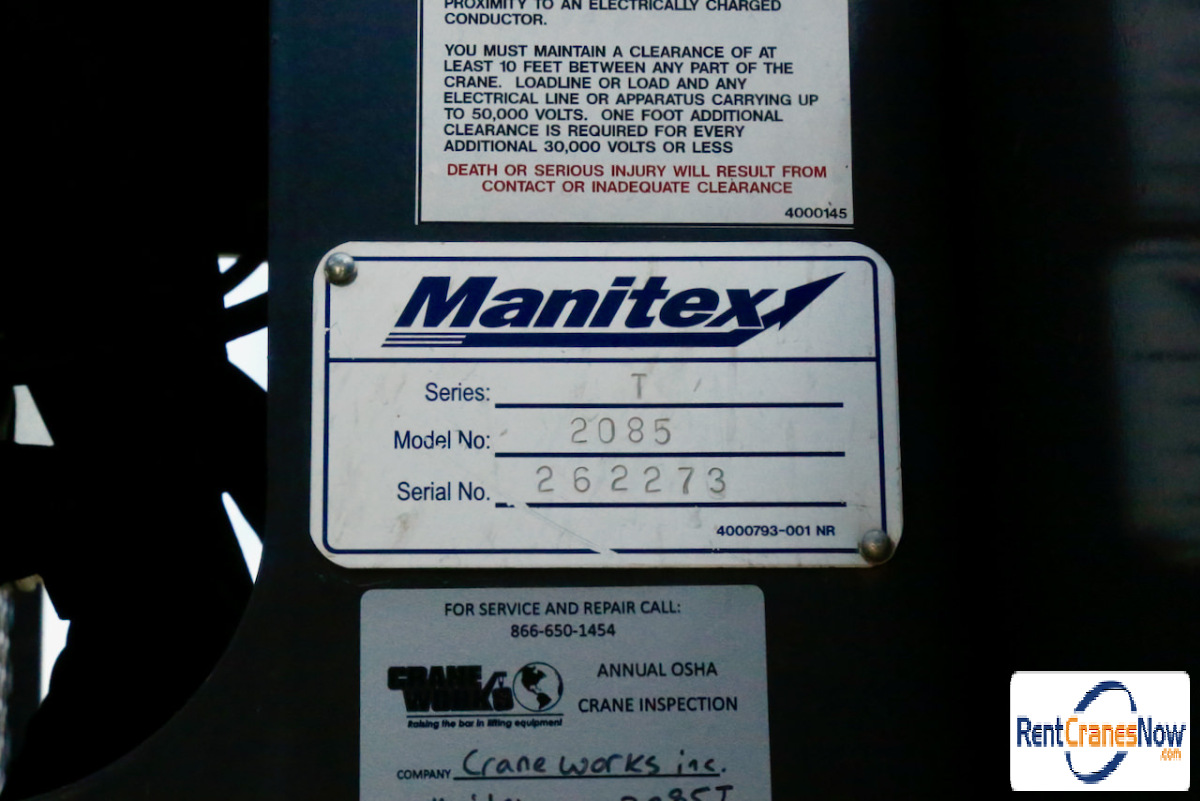 PROXIMITY TO AN ELECTRICALLY CHARGED
CONDUCTOR.
YOU MUST MAINTAIN A CLEARANCE OF AT
LEAST 10 FEET BETWEEN ANY PART OF THE
CRANE. LOADLINE OR LOAD AND ANY
ELECTRICAL LINE OR APPARATUS CARRYING UP
TO 50,000 VOLTS. ONE FOOT ADDITIONAL
CLEARANCE IS REQUIRED FOR EVERY
ADDITIONAL 30,000 VOLTS OR LESS
DEATH OR SERIOUS INJURY WILL RESULT FROM
CONTACT OR INADEQUATE CLEARANCE
4000145
Manitex
Series: T
Model No: 2085
Serial No. 262273
4000793-001 NR
FOR SERVICE AND REPAIR CALL:
866-650-1454
CRANE WORKS
Raising the bar in lifting equipment
ANNUAL OSHA
CRANE INSPECTION
COMPANY Crane works inc.
2085T
RentCranesNow
.com